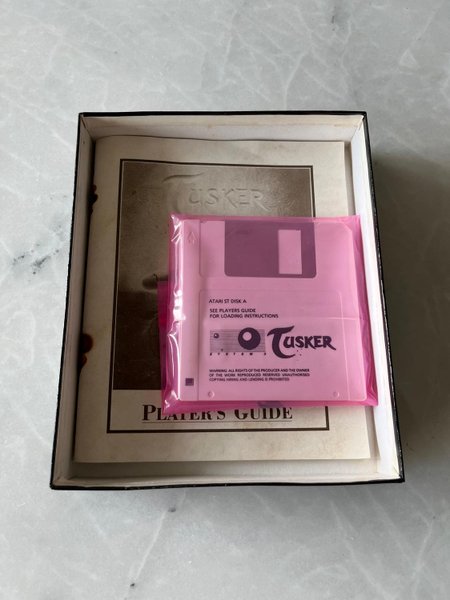 TUSKER
ATARI ST DISK A
SEE PLAYERS GUIDE
FOR LOADING INSTRUCTIONS
SYSTEM 3
TUSKER
WARNING: ALL RIGHTS OF THE PRODUCER AND THE OWNER
OF THE WORK REPRODUCED RESERVED. UNAUTHORISED
COPYING HIRING AND LENDING IS PROHIBITED.
PLAYER'S GUIDE